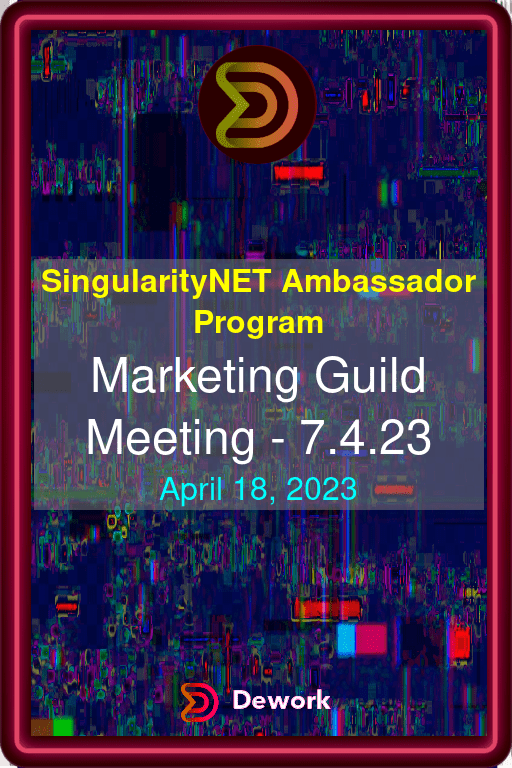 SingularityNET Ambassador
Program
Marketing Guild
Meeting - 7.4.23
April 18, 2023
Dework